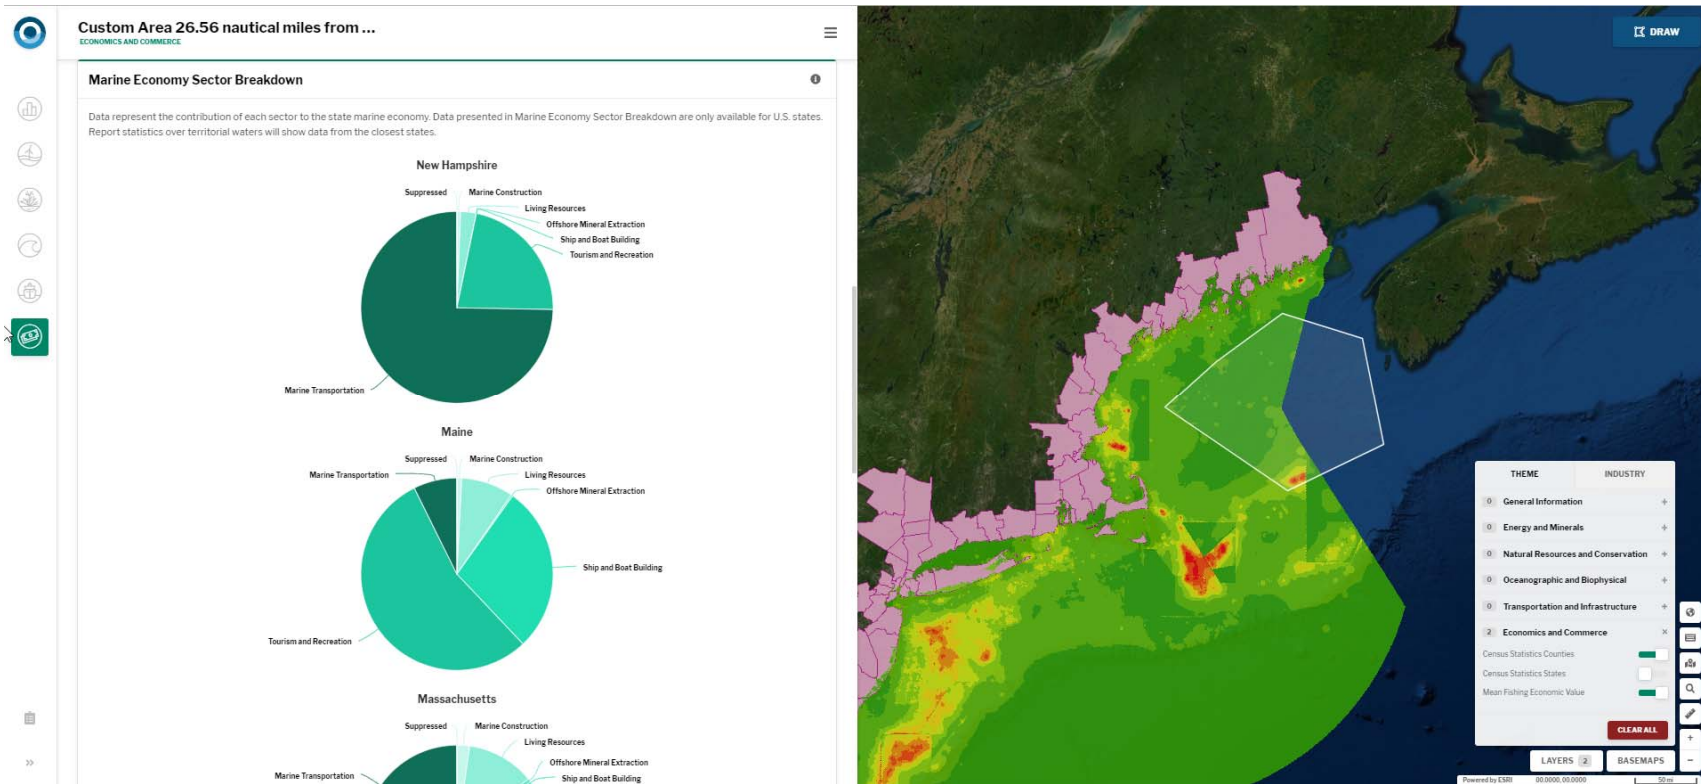 Custom Area 26.56 nautical miles from ...
ECONOMICS AND COMMERCE
Marine Economy Sector Breakdown
Data represent the contribution of each sector to the state marine economy. Data presented in Marine Economy Sector Breakdown are only available for U.S. states.
Report statistics over territorial waters will show data from the closest states.
New Hampshire
Suppressed
Marine Construction
Living Resources
Offshore Mineral Extraction
Ship and Boat Building
Tourism and Recreation
Marine Transportation
Maine
Suppressed
Marine Construction
Marine Transportation
Living Resources
Offshore Mineral Extraction
Ship and Boat Building
Tourism and Recreation
Massachusetts
Suppressed
Marine Construction
Living Resources
Offshore Mineral Extraction
Marine Transportation
Ship and Boat Building
DRAW
THEME
INDUSTRY
0 General Information +
0 Energy and Minerals +
0 Natural Resources and Conservation +
0 Oceanographic and Biophysical +
0 Transportation and Infrastructure +
2 Economics and Commerce ×
Census Statistics Counties
Census Statistics States
Mean Fishing Economic Value
CLEAR ALL
LAYERS 2
BASEMAPS
Powered by ESRI
00.0000, 00.0000
50 mi